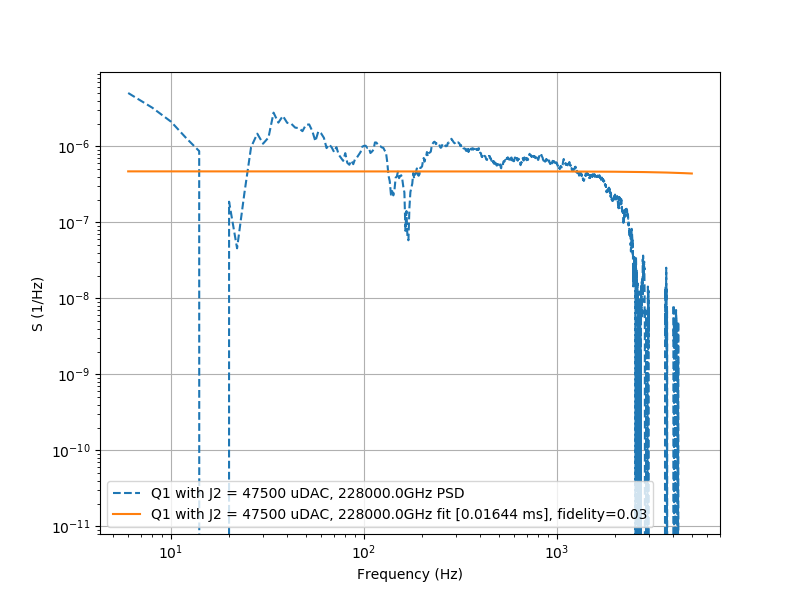 10⁻⁶
10⁻⁷
10⁻⁸
10⁻⁹
10⁻¹⁰
10⁻¹¹
S (1/Hz)
Q1 with J2 = 47500 uDAC, 228000.0GHz PSD
Q1 with J2 = 47500 uDAC, 228000.0GHz fit [0.01644 ms], fidelity=0.03
10¹ 10² 10³
Frequency (Hz)